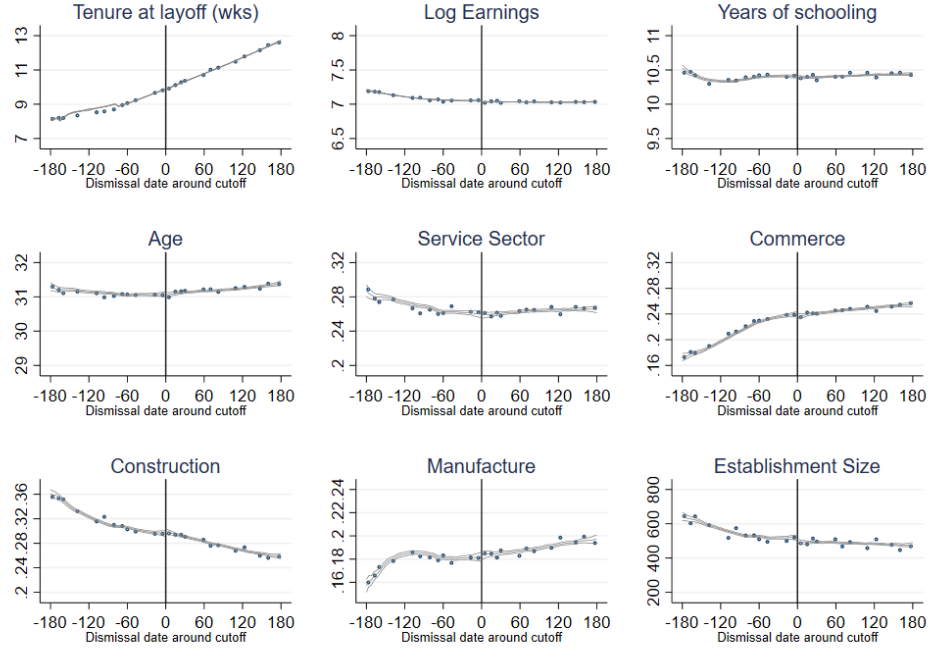 Tenure at layoff (wks)
13
11
9
7
-180 -120 -60 0 60 120 180
Dismissal date around cutoff
Log Earnings
8
7.5
7
6.5
-180 -120 -60 0 60 120 180
Dismissal date around cutoff
Years of schooling
11
10.5
10
9.5
-180 -120 -60 0 60 120 180
Dismissal date around cutoff
Age
32
31
30
29
-180 -120 -60 0 60 120 180
Dismissal date around cutoff
Service Sector
.32
.28
.24
.2
-180 -120 -60 0 60 120 180
Dismissal date around cutoff
Commerce
.32
.28
.24
.2
.16
-180 -120 -60 0 60 120 180
Dismissal date around cutoff
Construction
.36
.32
.28
.24
.2
-180 -120 -60 0 60 120 180
Dismissal date around cutoff
Manufacture
.24
.22
.2
.18
.16
-180 -120 -60 0 60 120 180
Dismissal date around cutoff
Establishment Size
800
600
400
200
-180 -120 -60 0 60 120 180
Dismissal date around cutoff